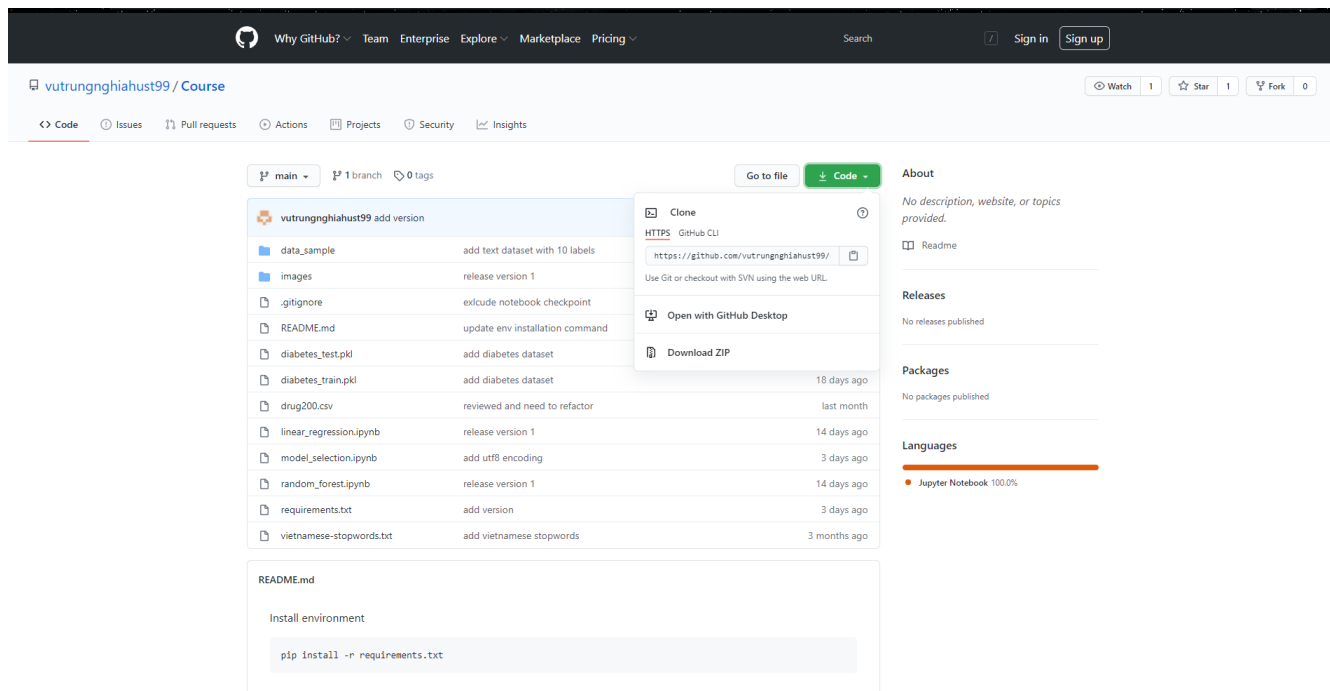 Why GitHub? Team Enterprise Explore Marketplace Pricing Search / Sign in Sign up
vutrungnghiahust99 / Course Watch 1 Star 1 Fork 0
Code Issues Pull requests Actions Projects Security Insights
main 1 branch 0 tags Go to file Code
About
No description, website, or topics
provided.
Readme
Releases
No releases published
Packages
No packages published
Languages
Jupyter Notebook 100.0%
vutrungnghiahust99 add version
Clone
HTTPS GitHub CLI
https://github.com/vutrungnghiahust99/
Use Git or checkout with SVN using the web URL.
Open with GitHub Desktop
Download ZIP
data_sample add text dataset with 10 labels
images release version 1
.gitignore exlcude notebook checkpoint
README.md update env installation command
diabetes_test.pkl add diabetes dataset
diabetes_train.pkl add diabetes dataset 18 days ago
drug200.csv reviewed and need to refactor last month
linear_regression.ipynb release version 1 14 days ago
model_selection.ipynb add utf8 encoding 3 days ago
random_forest.ipynb release version 1 14 days ago
requirements.txt add version 3 days ago
vietnamese-stopwords.txt add vietnamese stopwords 3 months ago
README.md
Install environment
pip install -r requirements.txt